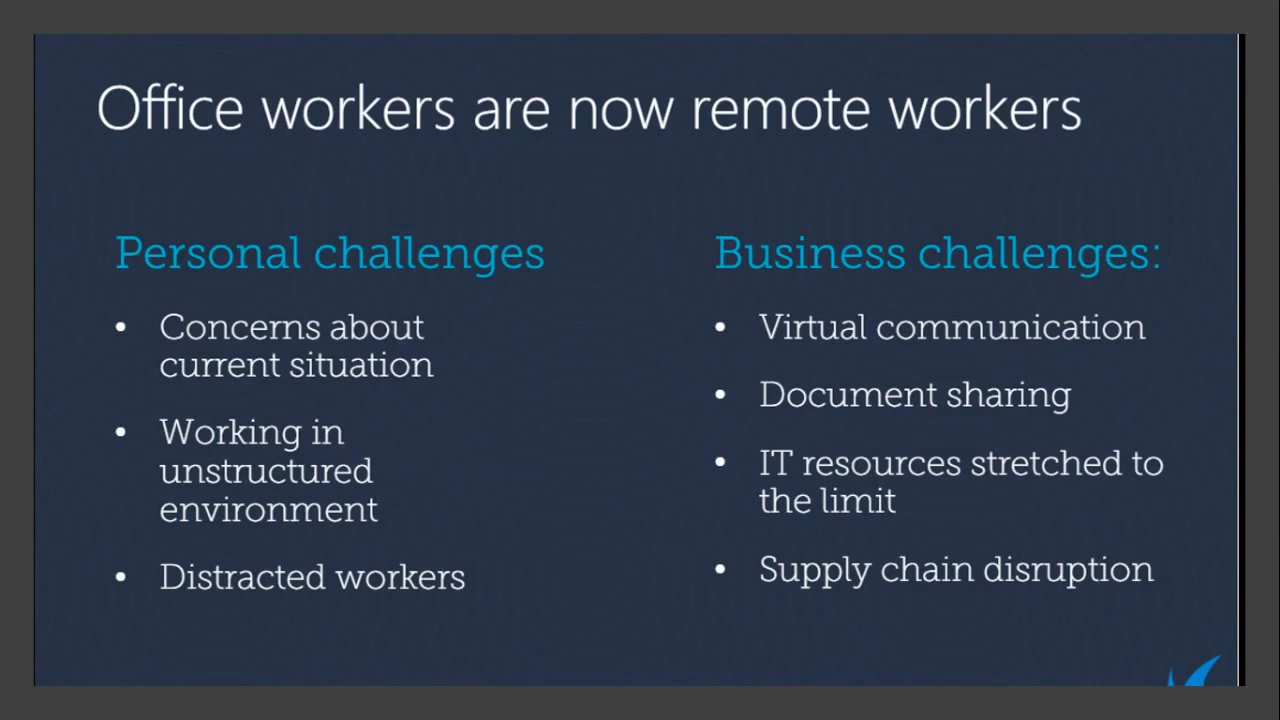 Office workers are now remote workers
Personal challenges
• Concerns about
current situation
• Working in
unstructured
environment
• Distracted workers
Business challenges:
• Virtual communication
• Document sharing
• IT resources stretched to
the limit
• Supply chain disruption